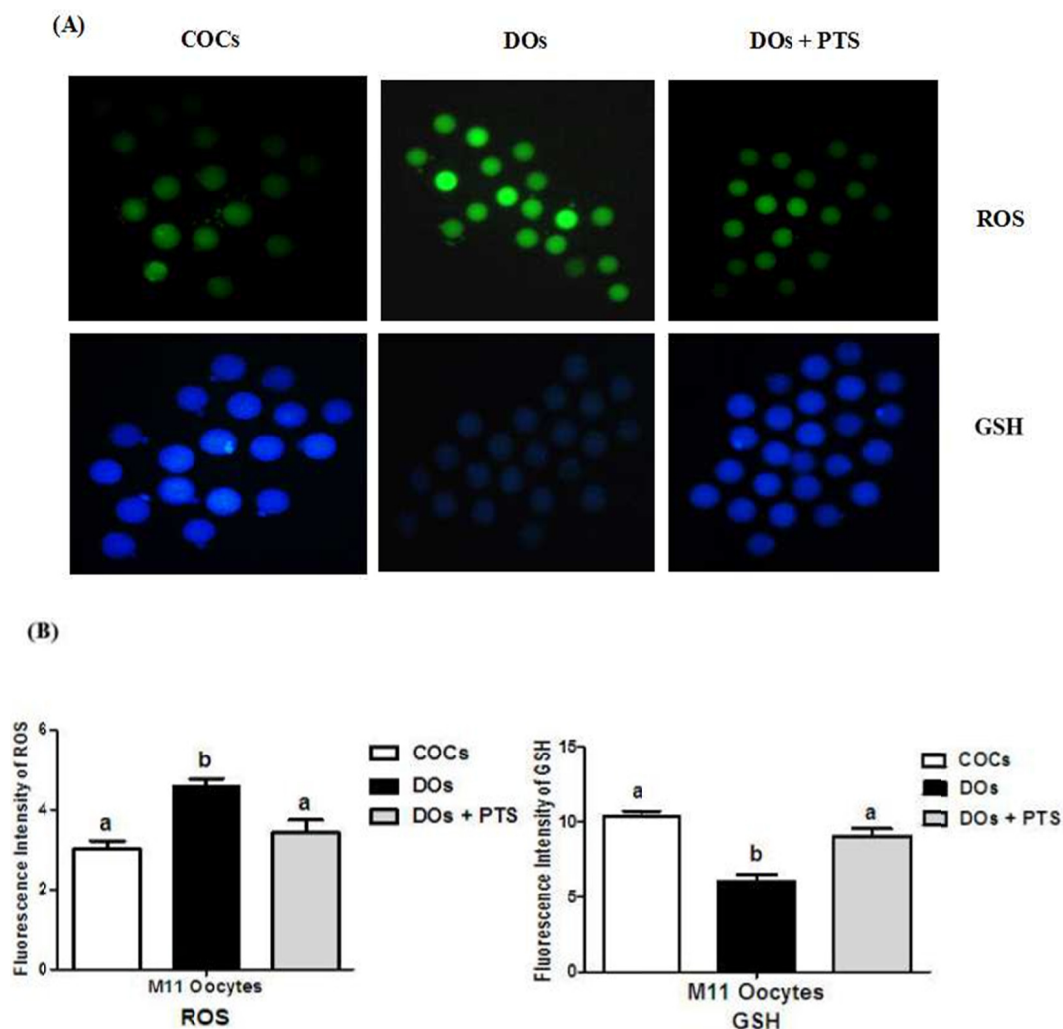 (A)
COCs DOs DOs + PTS
ROS
GSH
(B)
Fluorescence Intensity of ROS
6
4
2
0
a
b
a
COCs
DOs
DOs + PTS
M11 Oocytes
ROS
Fluorescence Intensity of GSH
15
10
5
0
a
b
a
COCs
DOs
DOs + PTS
M11 Oocytes
GSH